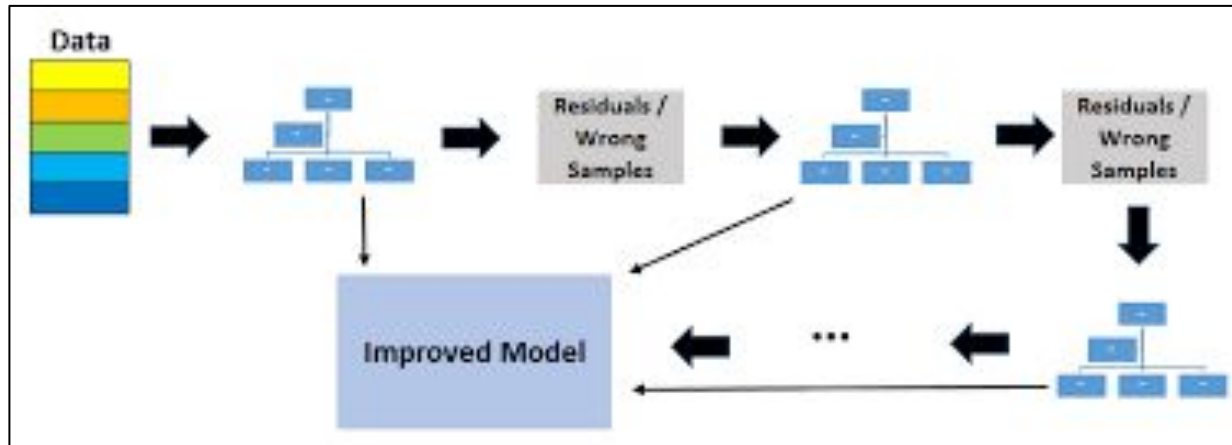 Data
Residuals /
Wrong
Samples
Residuals /
Wrong
Samples
Improved Model
...